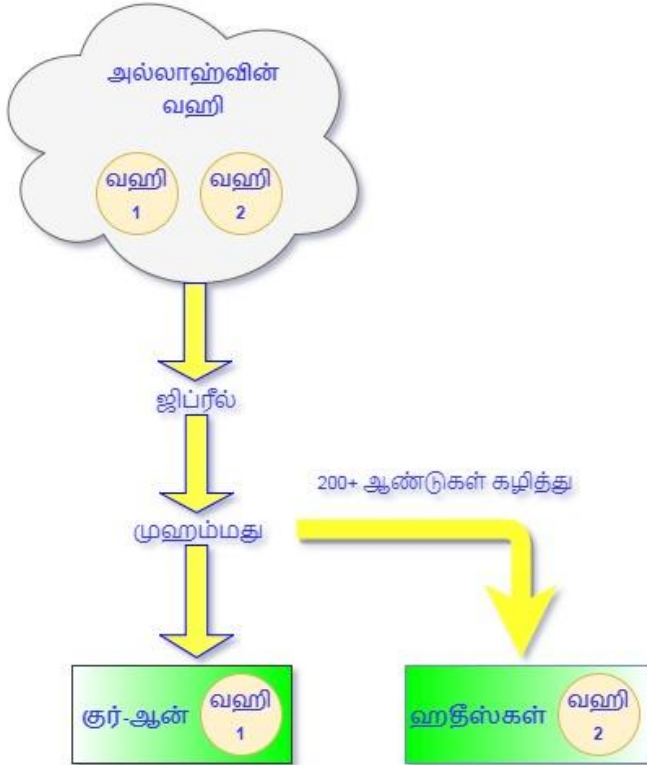 அல்லாஹ்வின்
வஹி
வஹி
1
வஹி
2
ஜிப்ரீல்
200+ ஆண்டுகள் கழித்து
முஹம்மது
குர்-ஆன்
வஹி
1
ஹதீஸ்கள்
வஹி
2